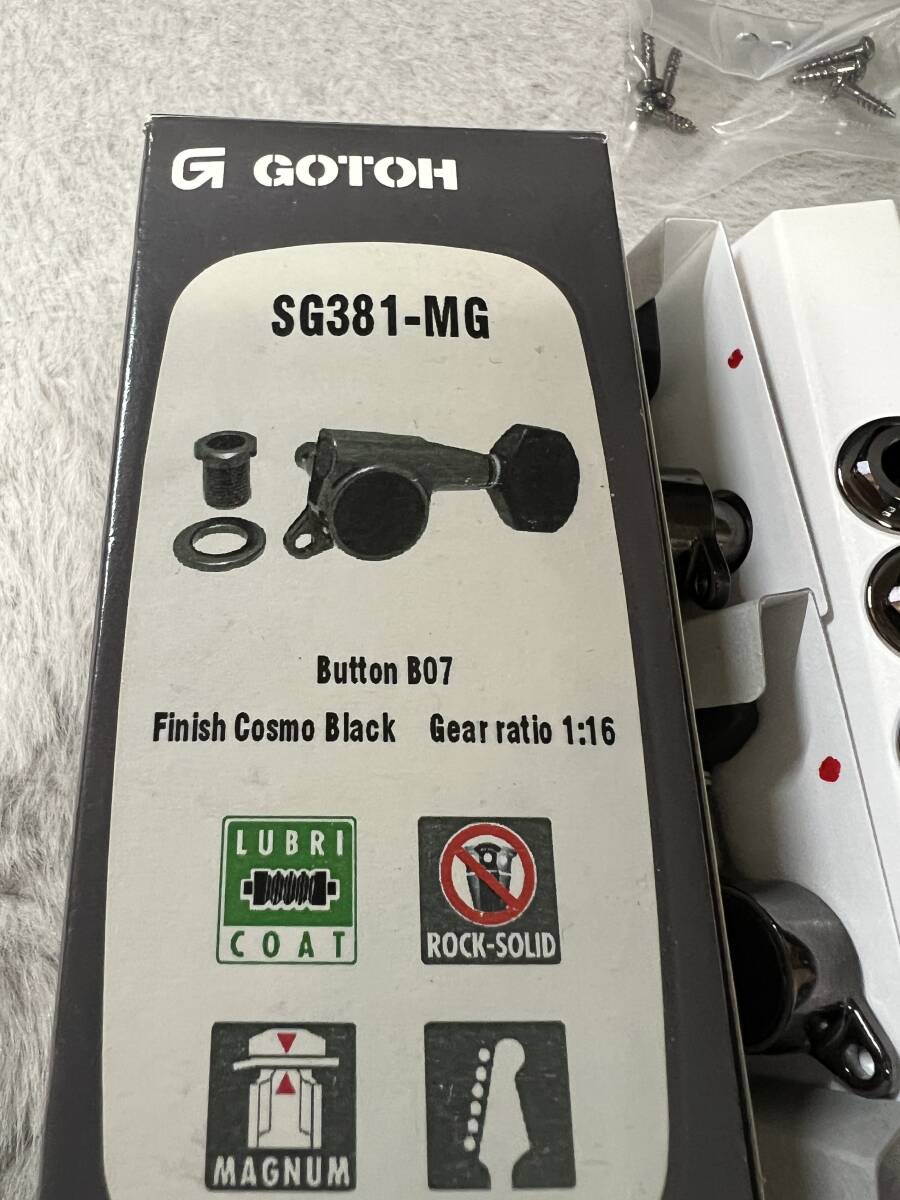 GOTOH
SG381-MG
Button B07
Finish Cosmo Black Gear ratio 1:16
LUBRI
COAT
ROCK-SOLID
MAGNUM